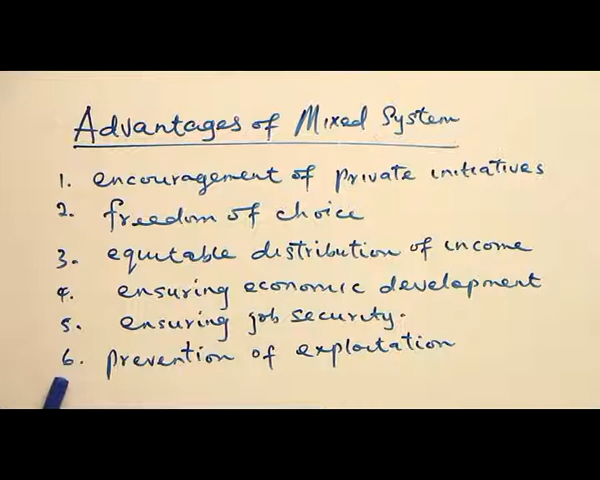 Advantages of Mixed System
1. encouragement of private initiatives
2. freedom of choice
3. equitable distribution of income
4. ensuring economic development
5. ensuring job security.
6. prevention of exploitation